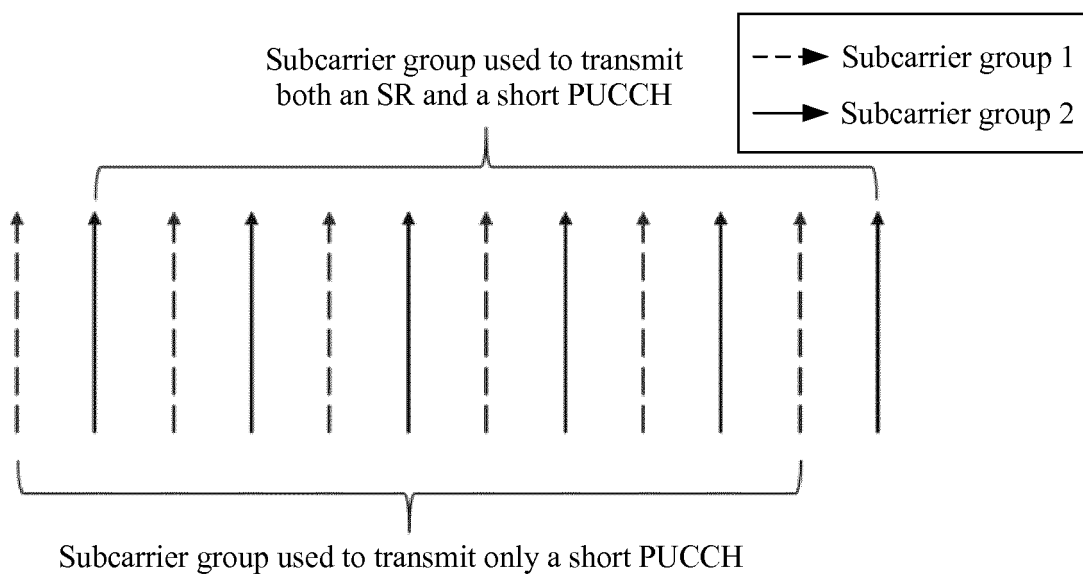 Subcarrier group used to transmit
both an SR and a short PUCCH
Subcarrier group 1
Subcarrier group 2
Subcarrier group used to transmit only a short PUCCH